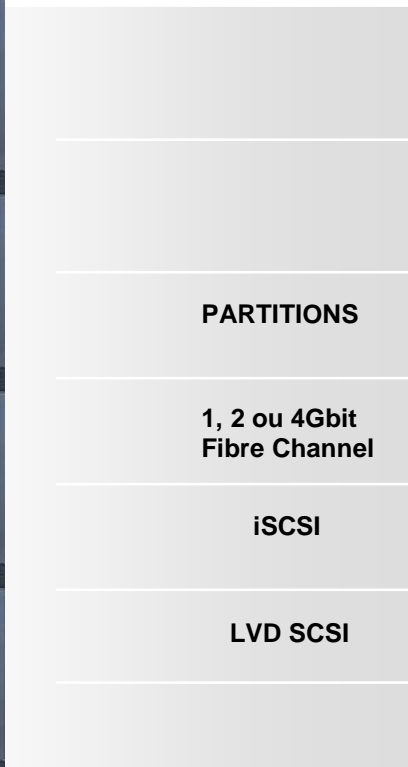 PARTITIONS
1, 2 ou 4Gbit
Fibre Channel
iSCSI
LVD SCSI